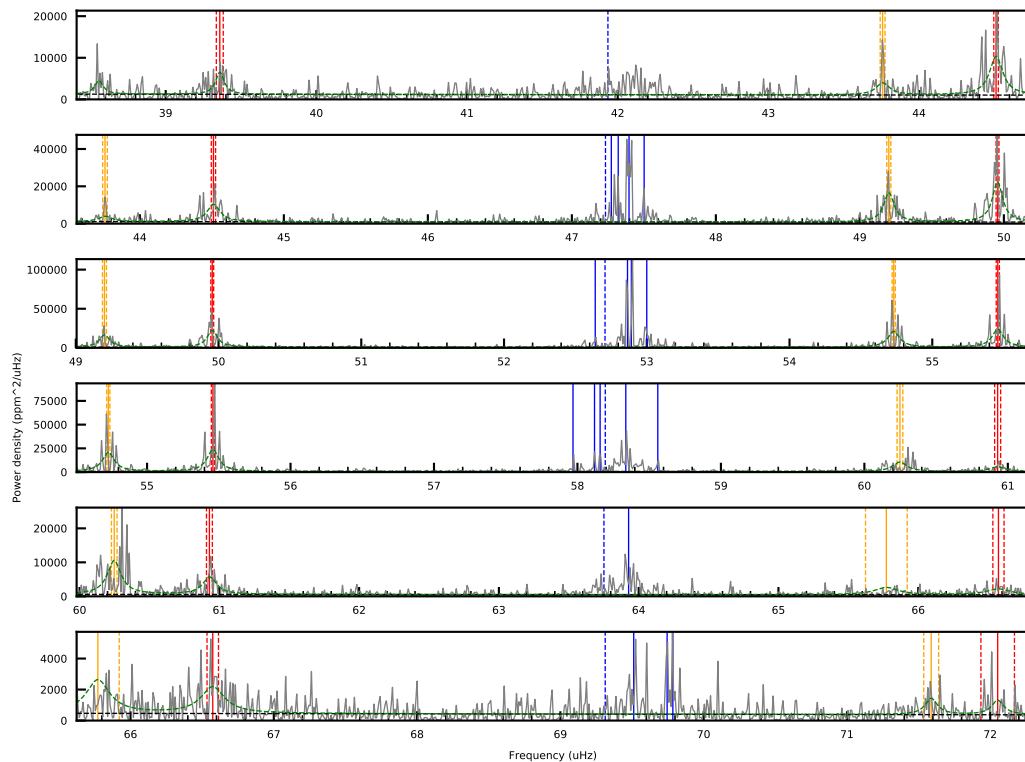 20000
10000
0
39 40 41 42 43 44
40000
20000
0
44 45 46 47 48 49 50
100000
50000
0
49 50 51 52 53 54 55
75000
50000
25000
0
55 56 57 58 59 60 61
20000
10000
0
60 61 62 63 64 65 66
4000
2000
0
66 67 68 69 70 71 72
Power density (ppm^2/uHz)
Frequency (uHz)